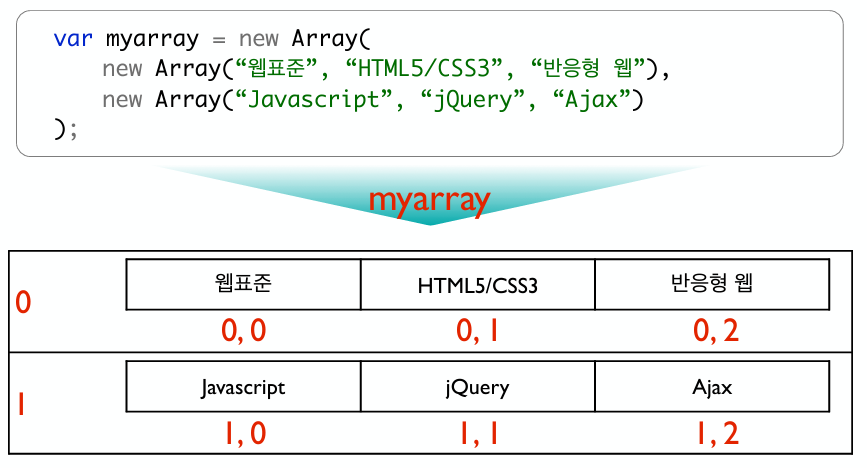 var myarray = new Array(
new Array(“웹표준”, “HTML5/CSS3”, “반응형 웹”),
new Array(“Javascript”, “jQuery”, “Ajax”)
);
myarray
0
웹표준 HTML5/CSS3 반응형 웹
0, 0 0, 1 0, 2
1
Javascript jQuery Ajax
1, 0 1, 1 1, 2